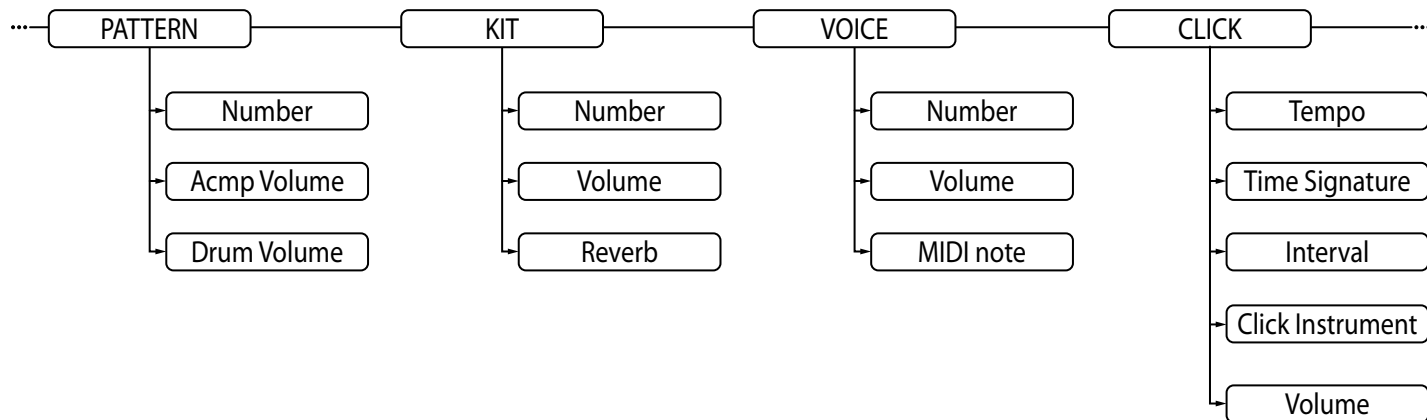 ... PATTERN KIT VOICE CLICK ...
Number Number Number Tempo
Acmp Volume Volume Volume Time Signature
Drum Volume Reverb MIDI note Interval
Click Instrument
Volume